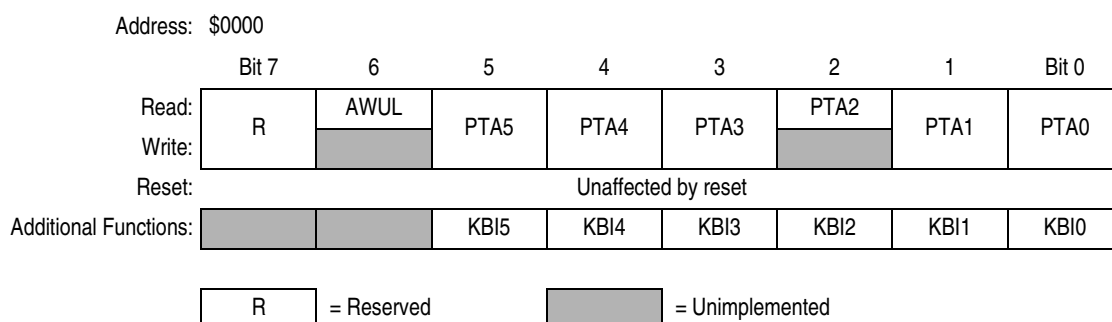 Address: $0000
Bit 7 6 5 4 3 2 1 Bit 0
Read: R AWUL PTA5 PTA4 PTA3 PTA2 PTA1 PTA0
Write:
Reset: Unaffected by reset
Additional Functions: KBI5 KBI4 KBI3 KBI2 KBI1 KBI0
R = Reserved = Unimplemented